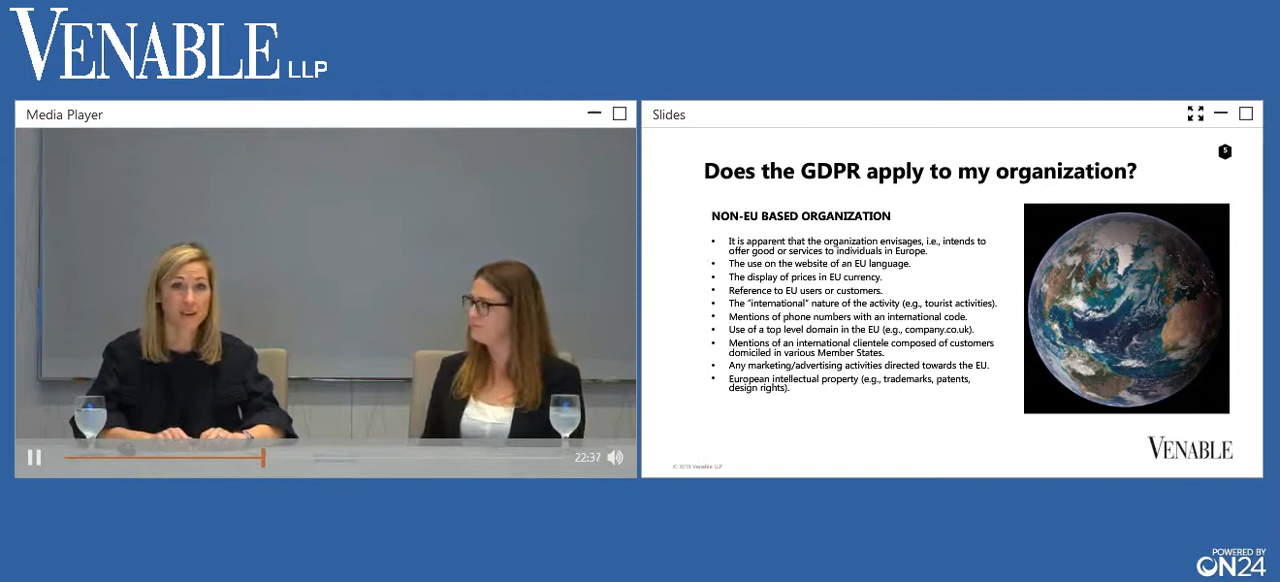 VENABLE LLP
Media Player
22:37
Slides
5
Does the GDPR apply to my organization?
NON-EU BASED ORGANIZATION
• It is apparent that the organization envisages, i.e., intends to
offer good or services to individuals in Europe.
• The use on the website of an EU language.
• The display of prices in EU currency.
• Reference to EU users or customers.
• The “international” nature of the activity (e.g., tourist activities).
• Mentions of phone numbers with an international code.
• Use of a top level domain in the EU (e.g., company.co.uk).
• Mentions of an international clientele composed of customers
domiciled in various Member States.
• Any marketing/advertising activities directed towards the EU.
• European intellectual property (e.g., trademarks, patents,
design rights).
VENABLE
© 2018 Venable LLP
POWERED BY
ON24